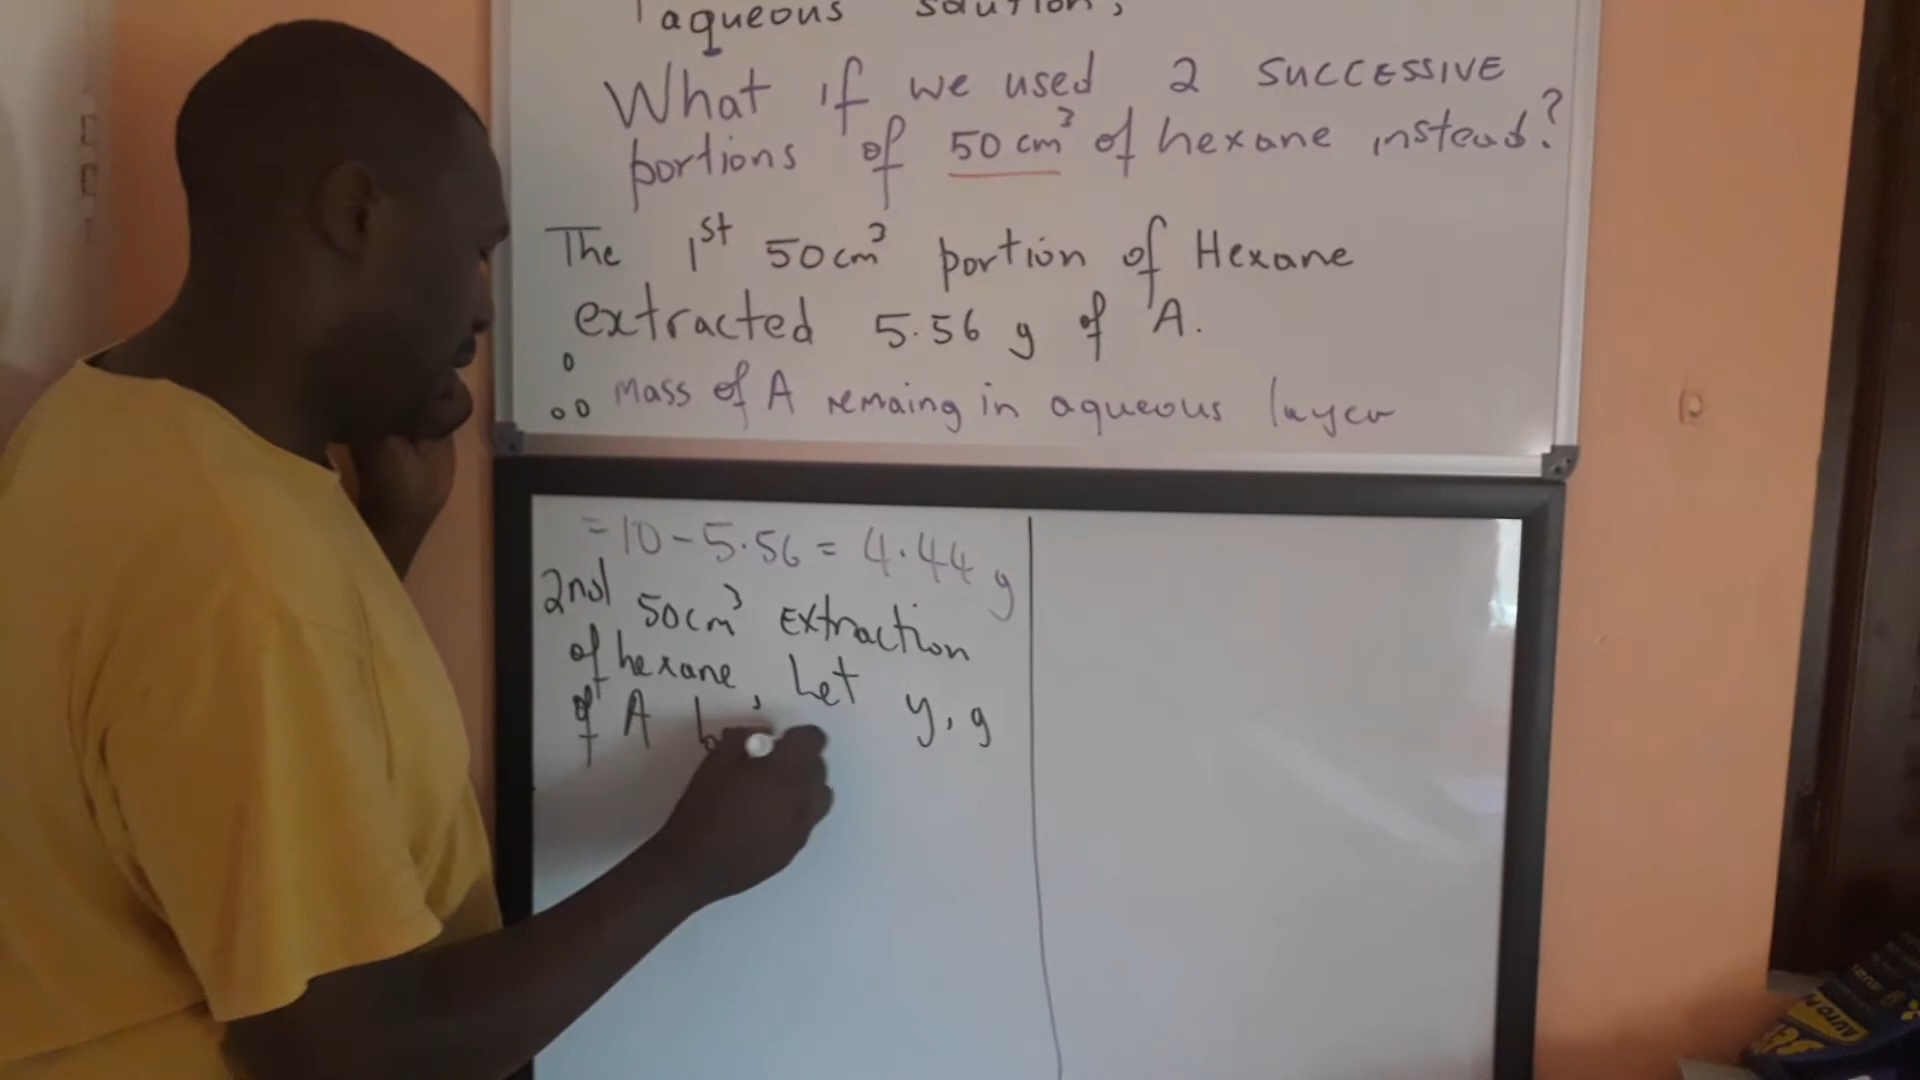 aqueous solution,
What if we used 2 SUCCESSIVE
portions of 50 cm³ of hexane instead?
The 1st 50cm³ portion of Hexane
extracted 5.56 g of A.
∴ Mass of A remaing in aqueous layer
= 10 - 5.56 = 4.44 g
2nd 50cm³ Extraction
of hexane, Let y, g
of A b